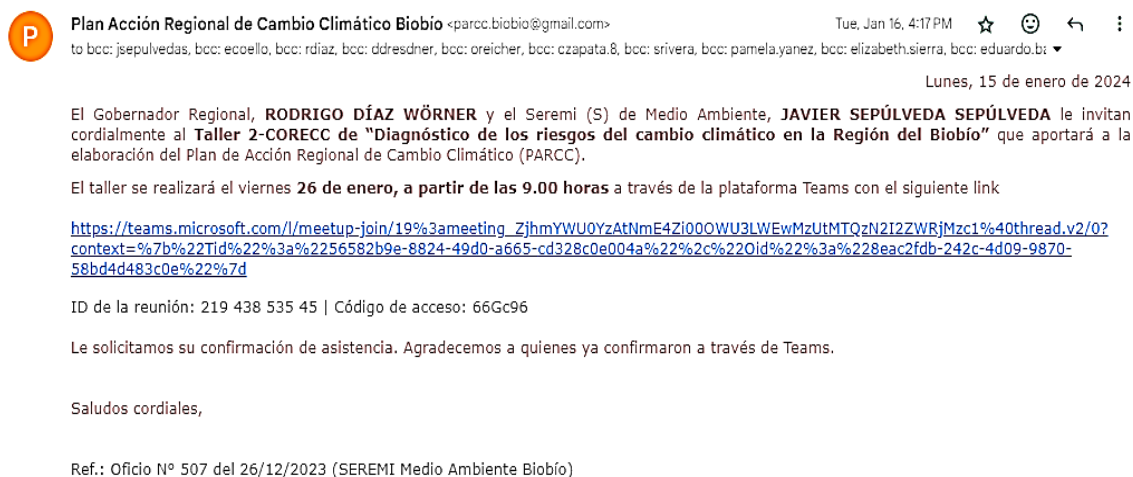 P
Plan Acción Regional de Cambio Climático Biobío <parcc.biobio@gmail.com>
Tue, Jan 16, 4:17 PM
to bcc: jsepulvedas, bcc: ecoello, bcc: rdiaz, bcc: ddresdner, bcc: oreicher, bcc: czapata.8, bcc: srivera, bcc: pamela.yanez, bcc: elizabeth.sierra, bcc: eduardo.ba
Lunes, 15 de enero de 2024
El Gobernador Regional, RODRIGO DÍAZ WÖRNER y el Seremi (S) de Medio Ambiente, JAVIER SEPÚLVEDA SEPÚLVEDA le invitan
cordialmente al Taller 2-CORECC de “Diagnóstico de los riesgos del cambio climático en la Región del Biobío” que aportará a la
elaboración del Plan de Acción Regional de Cambio Climático (PARCC).
El taller se realizará el viernes 26 de enero, a partir de las 9.00 horas a través de la plataforma Teams con el siguiente link
https://teams.microsoft.com/l/meetup-join/19%3ameeting_ZjhmYWU0YzAtNmE4Zi00OWU3LWEwMzUtMTQzN2I2ZWRjMzc1%40thread.v2/0?
context=%7b%22Tid%22%3a%2256582b9e-8824-49d0-a665-cd328c0e004a%22%2c%22Oid%22%3a%228eac2fdb-242c-4d09-9870-
58bd4d483c0e%22%7d
ID de la reunión: 219 438 535 45 | Código de acceso: 66Gc96
Le solicitamos su confirmación de asistencia. Agradecemos a quienes ya confirmaron a través de Teams.
Saludos cordiales,
Ref.: Oficio Nº 507 del 26/12/2023 (SEREMI Medio Ambiente Biobío)